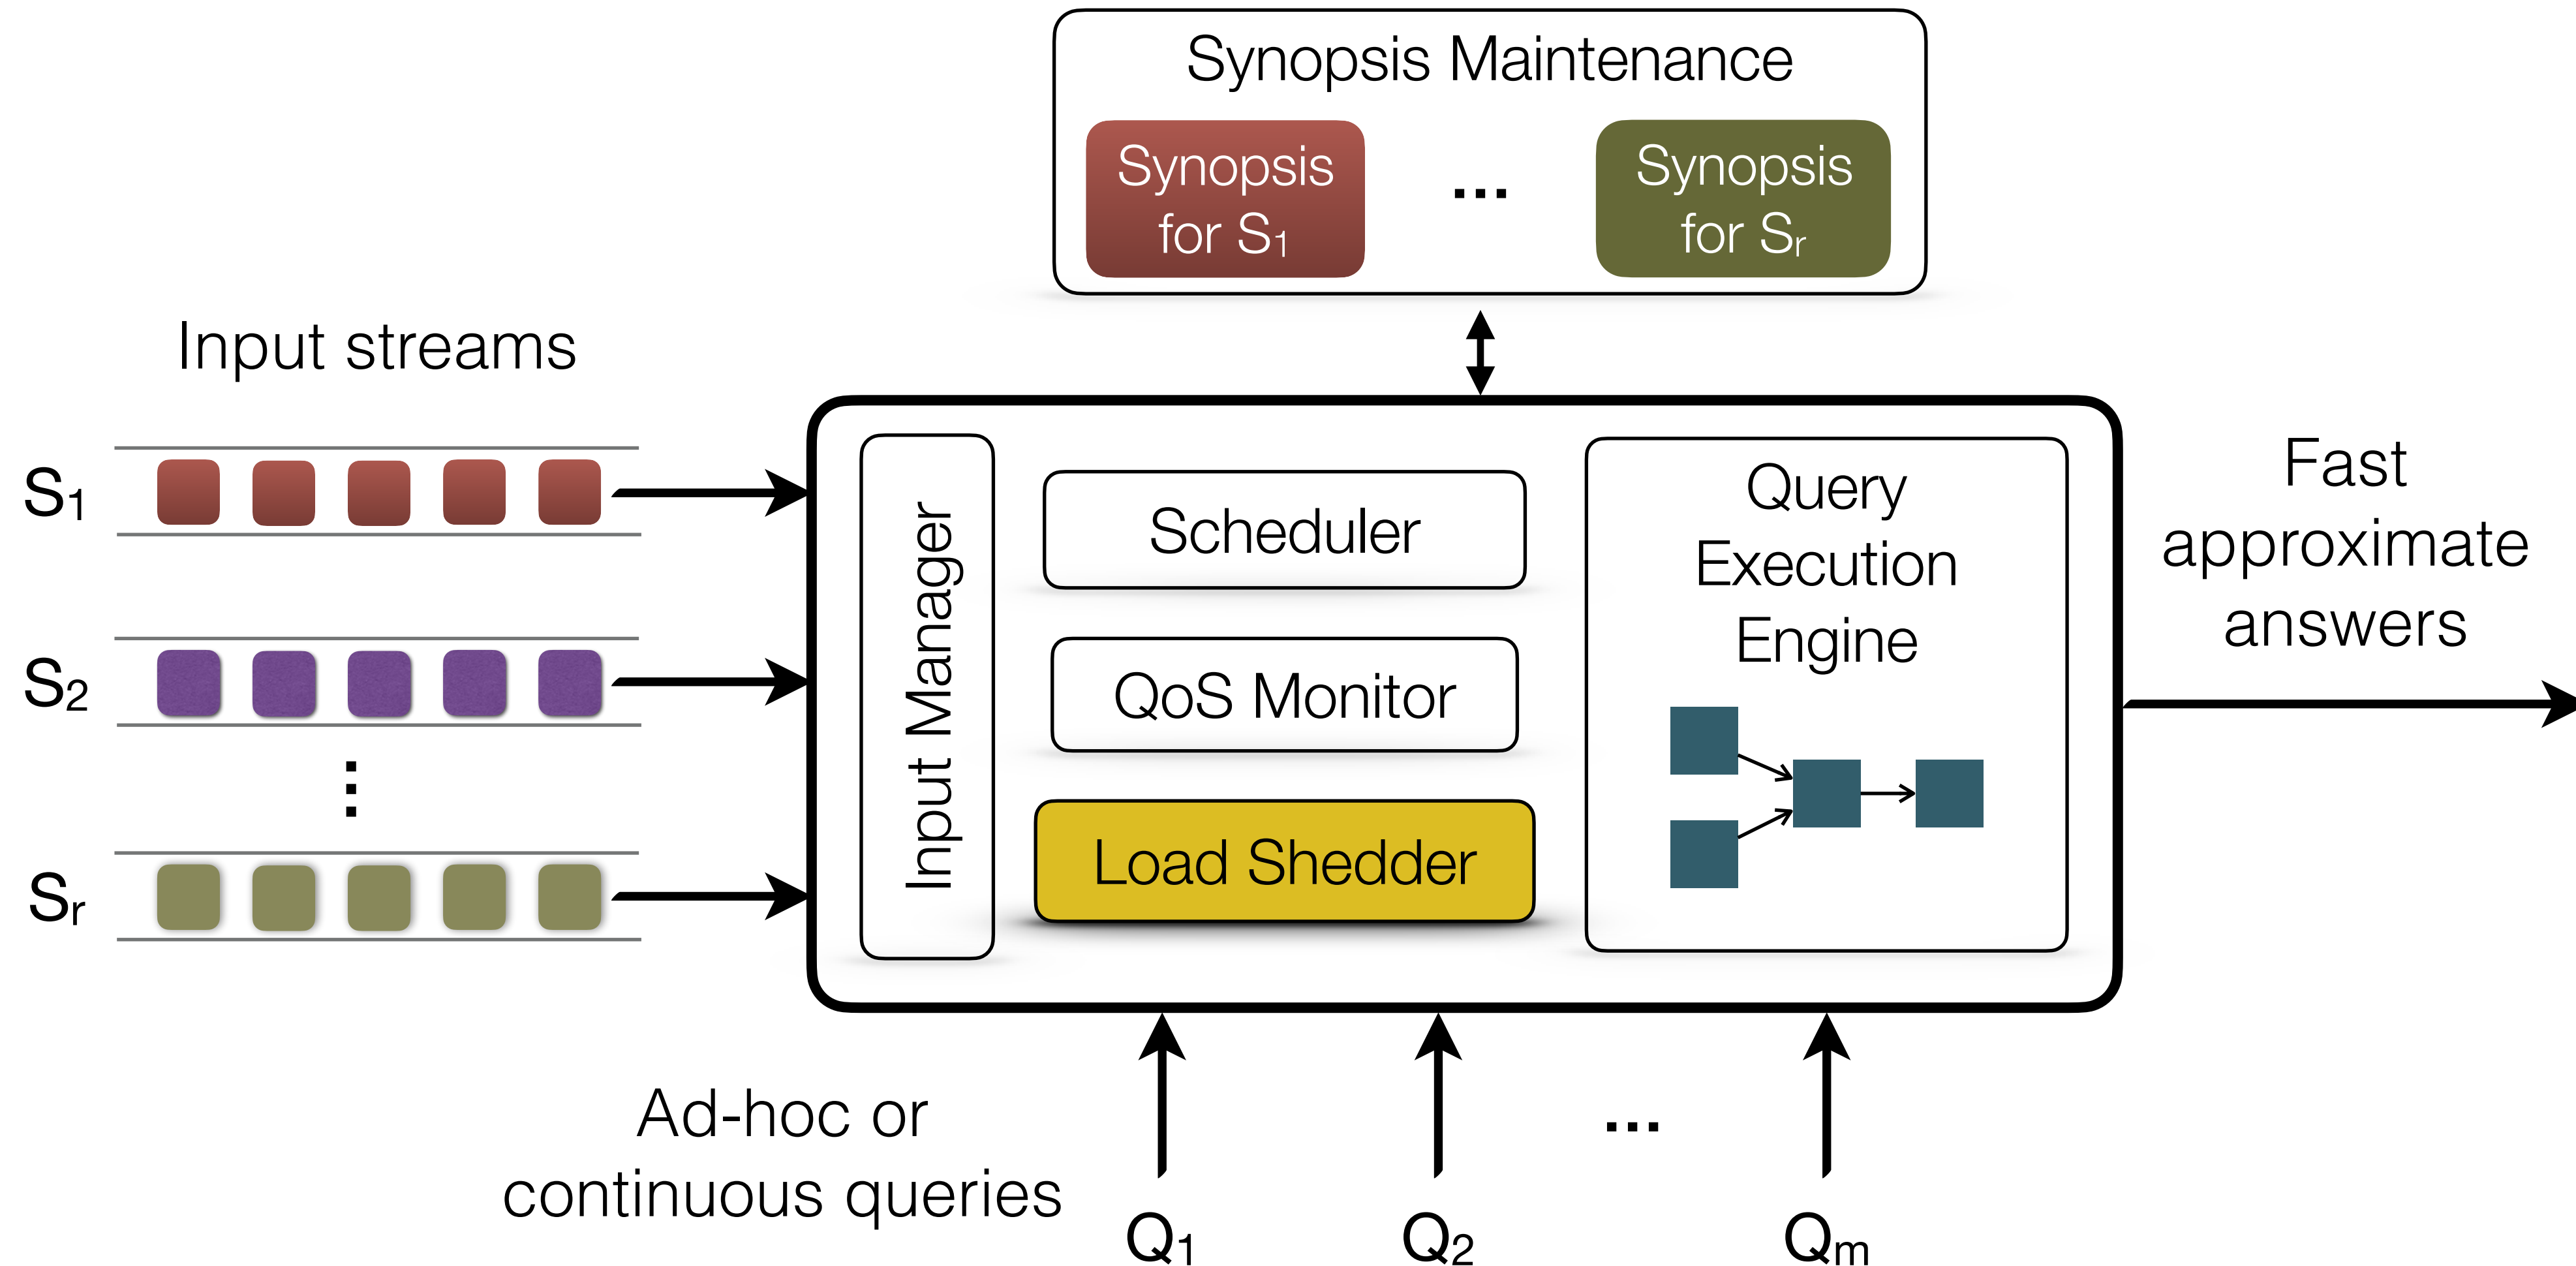 Synopsis Maintenance
Synopsis
for S₁
...
Synopsis
for Sᵣ
Input streams
S₁
S₂
⋮
Sᵣ
Input Manager
Scheduler
QoS Monitor
Load Shedder
Query
Execution
Engine
Fast
approximate
answers
Ad-hoc or
continuous queries
Q₁
Q₂
...
Qₘ